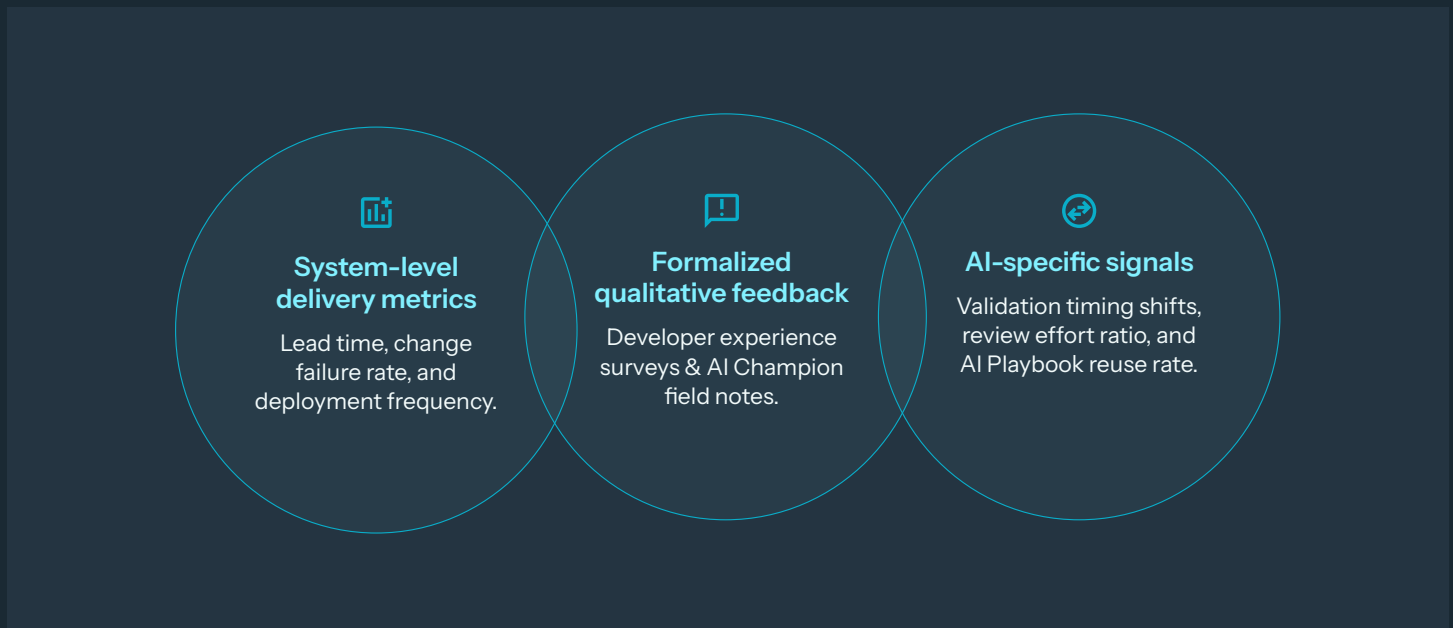 System-level
delivery metrics
Lead time, change
failure rate, and
deployment frequency.
Formalized
qualitative feedback
Developer experience
surveys & AI Champion
field notes.
AI-specific signals
Validation timing shifts,
review effort ratio, and
AI Playbook reuse rate.